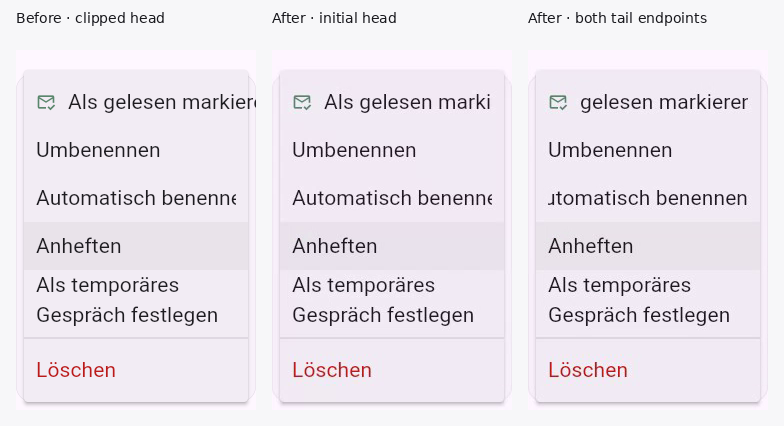 Before · clipped head
Als gelesen markiere
Umbenennen
Automatisch benenne
Anheften
Als temporäres
Gespräch festlegen
Löschen
After · initial head
Als gelesen marki
Umbenennen
Automatisch benenne
Anheften
Als temporäres
Gespräch festlegen
Löschen
After · both tail endpoints
gelesen markieren
Umbenennen
utomatisch benennen
Anheften
Als temporäres
Gespräch festlegen
Löschen